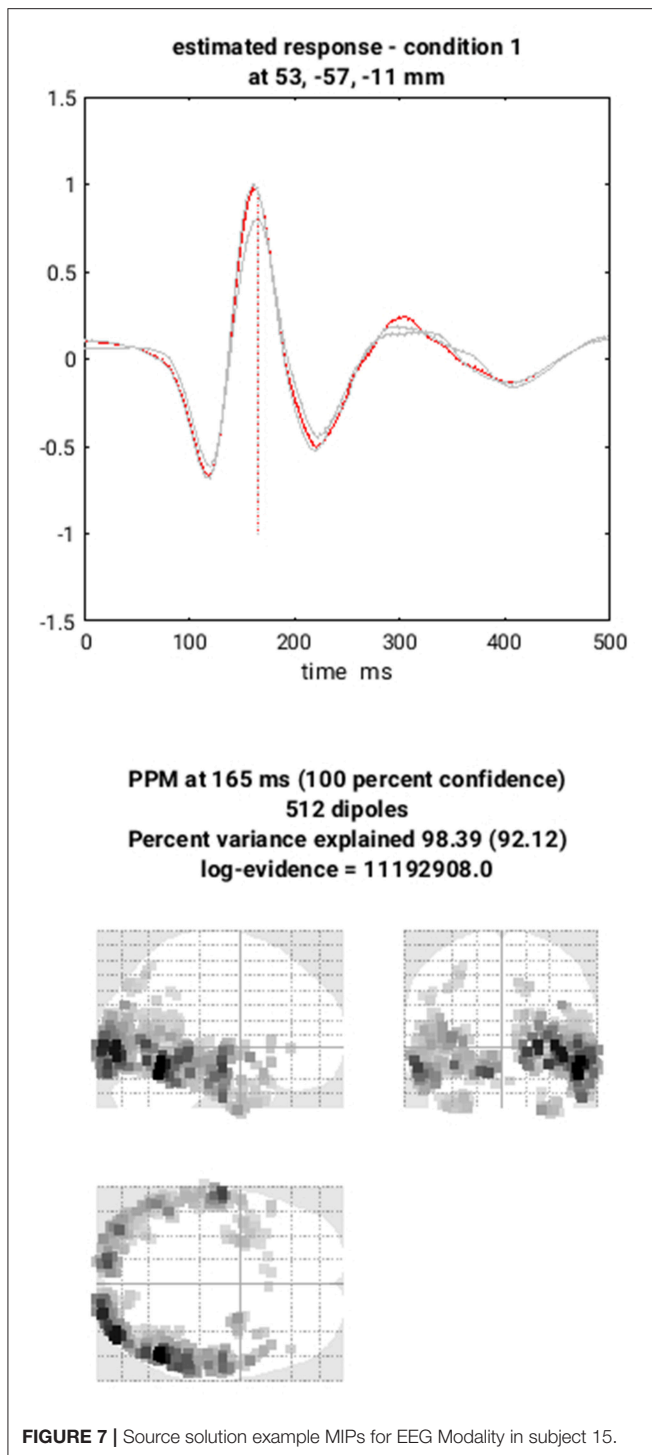 estimated response - condition 1
at 53, -57, -11 mm
1.5
1
0.5
0
-0.5
-1
-1.5
0
100
200
300
400
500
time ms
PPM at 165 ms (100 percent confidence)
512 dipoles
Percent variance explained 98.39 (92.12)
log-evidence = 11192908.0
FIGURE 7 | Source solution example MIPs for EEG Modality in subject 15.